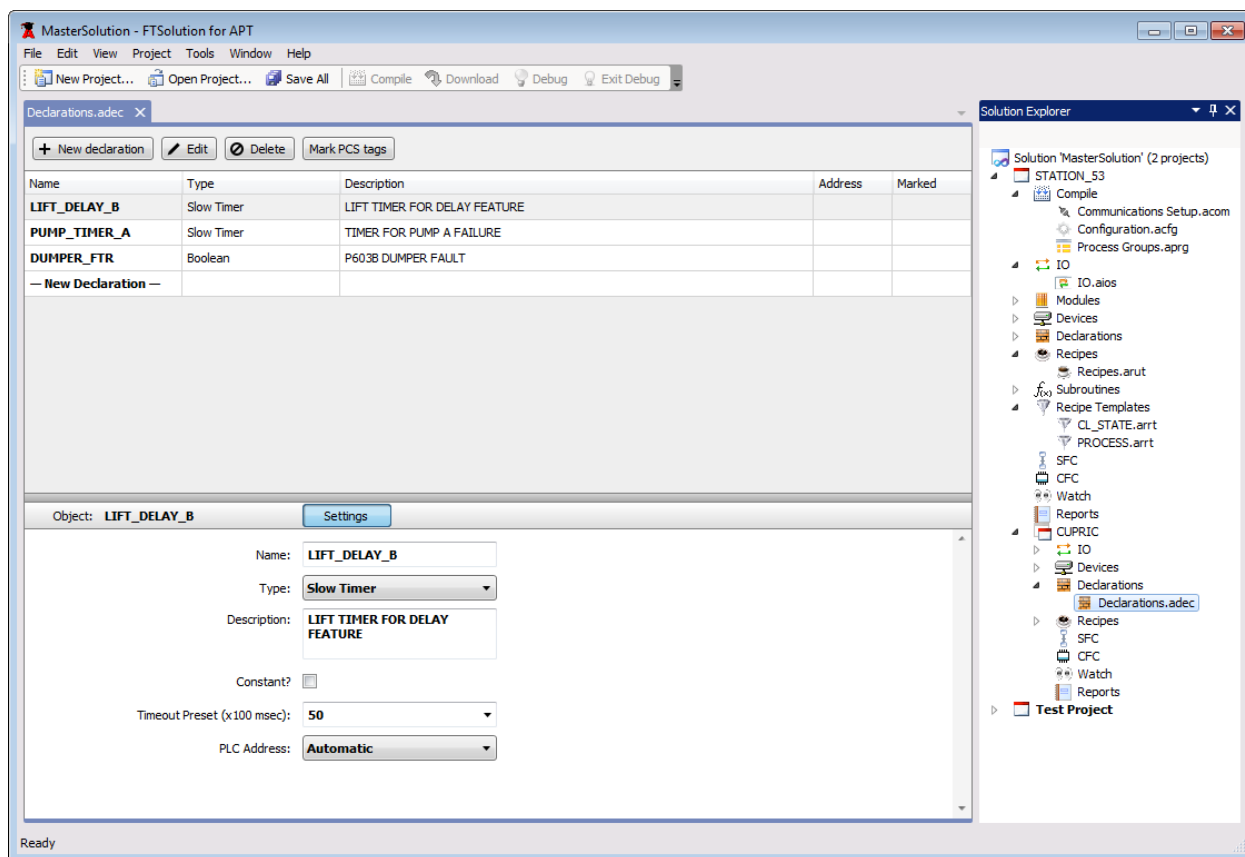 MasterSolution - FTSolution for APT
File Edit View Project Tools Window Help
New Project... Open Project... Save All Compile Download Debug Exit Debug
Declarations.adec
New declaration Edit Delete Mark PCS tags
Name Type Description Address Marked
LIFT_DELAY_B Slow Timer LIFT TIMER FOR DELAY FEATURE
PUMP_TIMER_A Slow Timer TIMER FOR PUMP A FAILURE
DUMPER_FTR Boolean P603B DUMPER FAULT
— New Declaration —
Object: LIFT_DELAY_B Settings
Name: LIFT_DELAY_B
Type: Slow Timer
Description: LIFT TIMER FOR DELAY
FEATURE
Constant?
Timeout Preset (x100 msec): 50
PLC Address: Automatic
Solution Explorer
Solution 'MasterSolution' (2 projects)
STATION_53
Compile
Communications Setup.acom
Configuration.acfg
Process Groups.aprg
IO
IO.aios
Modules
Devices
Declarations
Recipes
Recipes.arut
f(x) Subroutines
Recipe Templates
CL_STATE.arrt
PROCESS.arrt
SFC
CFC
Watch
Reports
CUPRIC
IO
Devices
Declarations
Declarations.adec
Recipes
SFC
CFC
Watch
Reports
Test Project
Ready